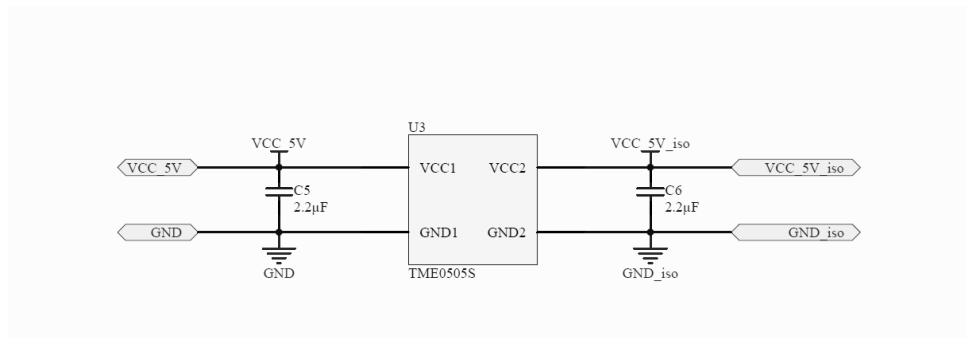 U3
VCC_5V
VCC_5V_iso
VCC_5V
VCC1
VCC2
VCC_5V_iso
C5
2.2µF
C6
2.2µF
GND
GND1
GND2
GND_iso
GND
TME0505S
GND_iso